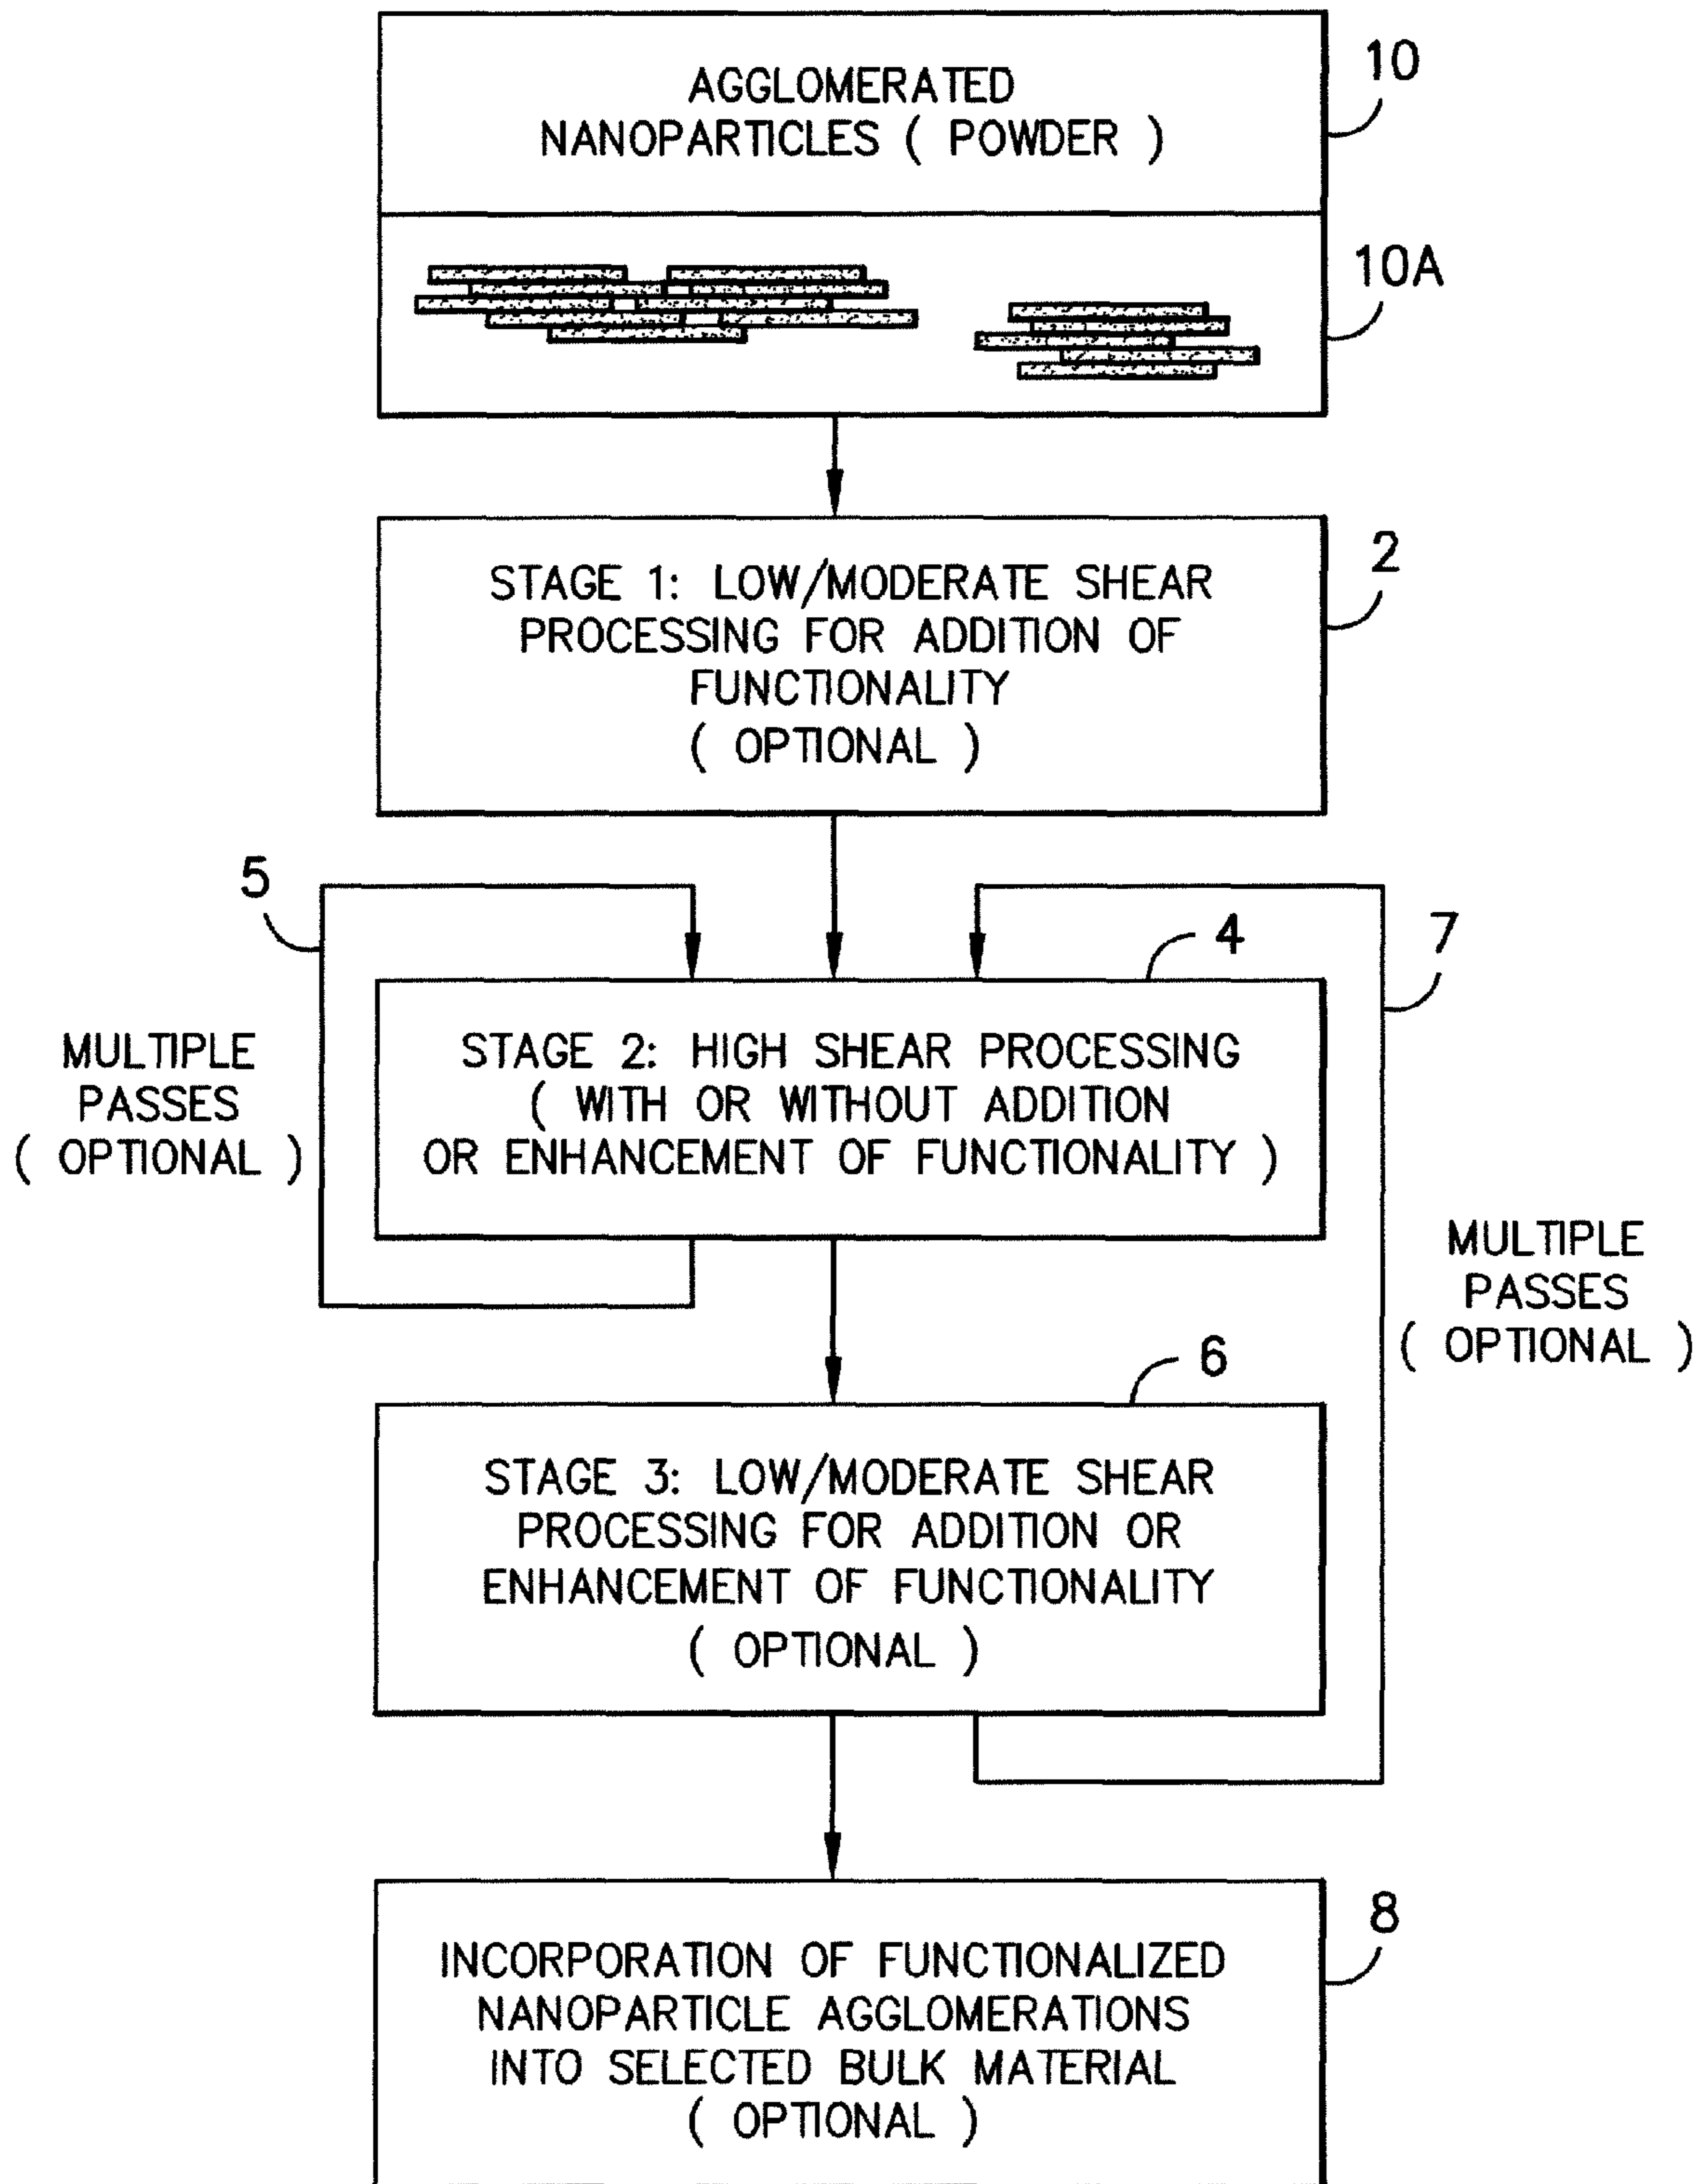 AGGLOMERATED
NANOPARTICLES ( POWDER )
10
10A
STAGE 1: LOW/MODERATE SHEAR
PROCESSING FOR ADDITION OF
FUNCTIONALITY
( OPTIONAL )
2
5
4
7
MULTIPLE
PASSES
( OPTIONAL )
STAGE 2: HIGH SHEAR PROCESSING
( WITH OR WITHOUT ADDITION
OR ENHANCEMENT OF FUNCTIONALITY )
MULTIPLE
PASSES
( OPTIONAL )
6
STAGE 3: LOW/MODERATE SHEAR
PROCESSING FOR ADDITION OR
ENHANCEMENT OF FUNCTIONALITY
( OPTIONAL )
8
INCORPORATION OF FUNCTIONALIZED
NANOPARTICLE AGGLOMERATIONS
INTO SELECTED BULK MATERIAL
( OPTIONAL )